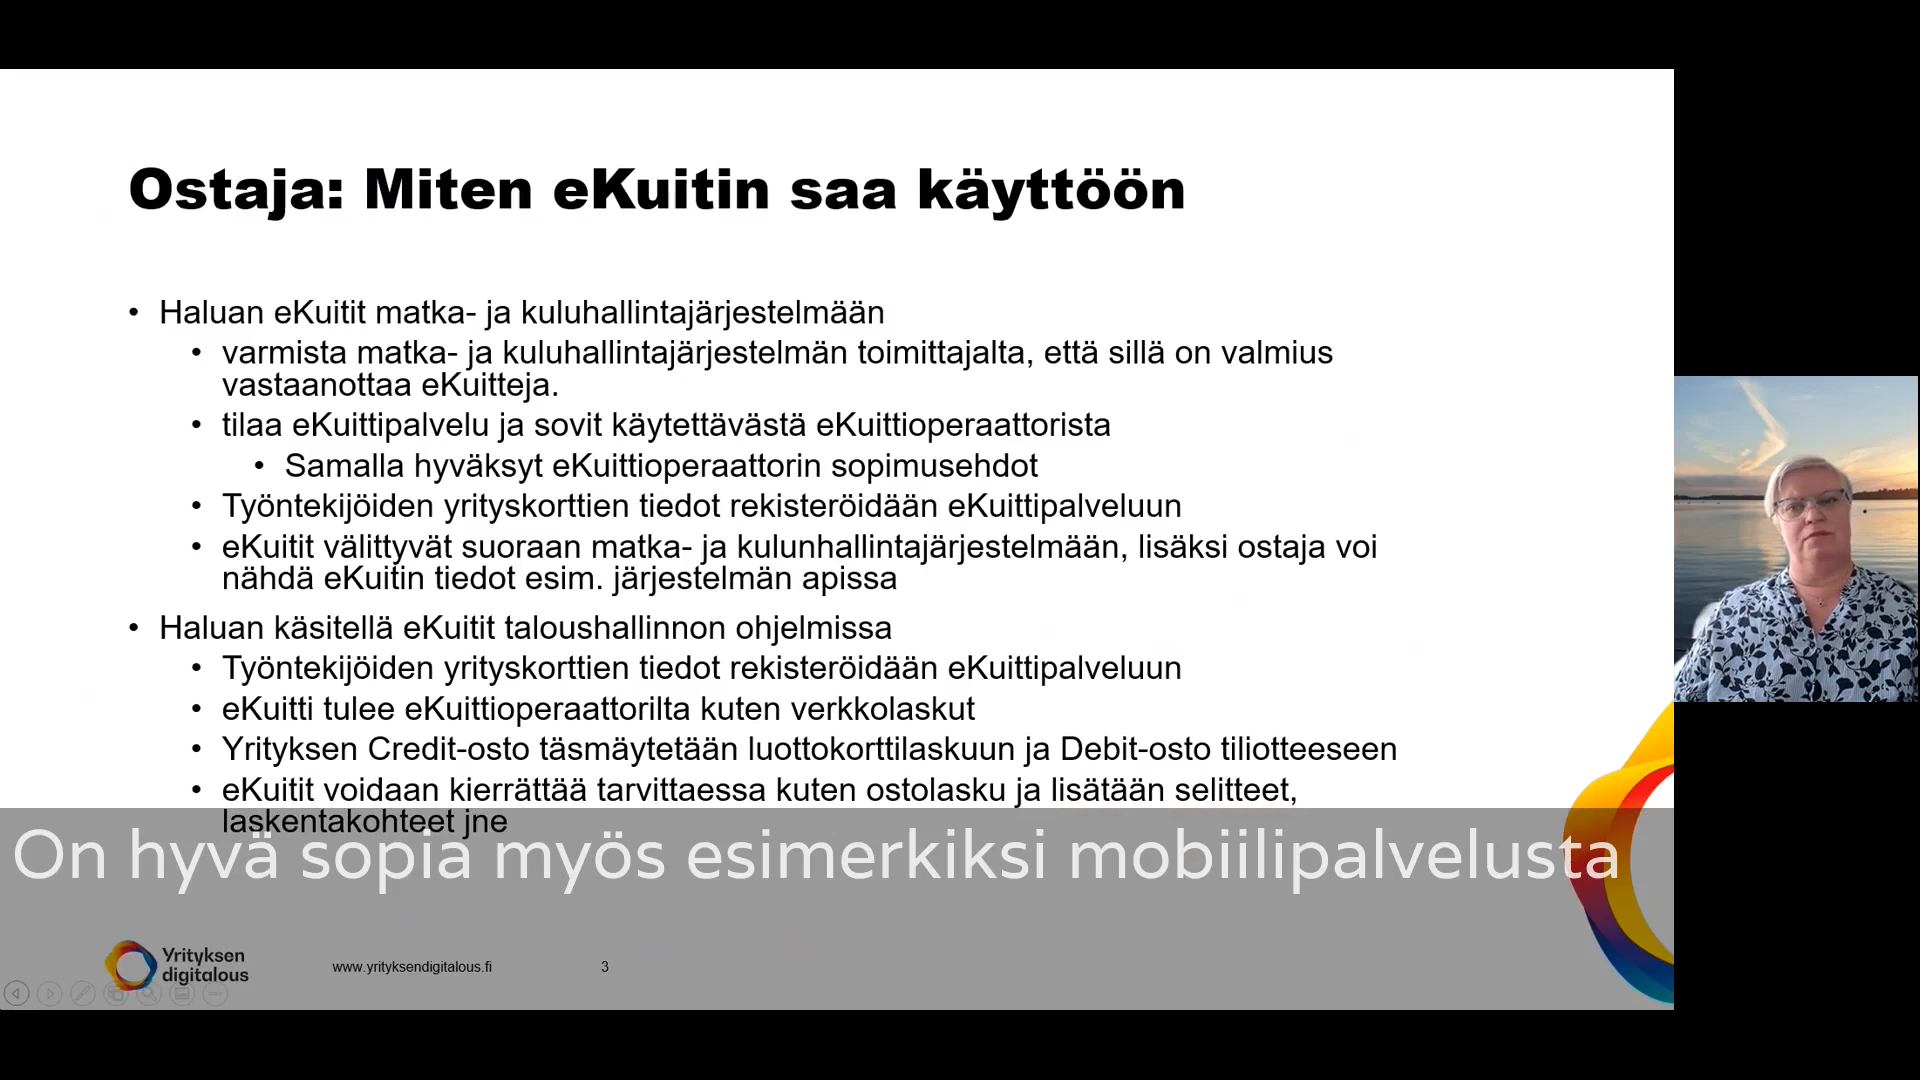 Ostaja: Miten eKuitin saa käyttöön
• Haluan eKuitit matka- ja kuluhallintajärjestelmään
• varmista matka- ja kuluhallintajärjestelmän toimittajalta, että sillä on valmius
vastaanottaa eKuitteja.
• tilaa eKuittipalvelu ja sovit käytettävästä eKuittioperaattorista
• Samalla hyväksyt eKuittioperaattorin sopimusehdot
• Työntekijöiden yrityskorttien tiedot rekisteröidään eKuittipalveluun
• eKuitit välittyvät suoraan matka- ja kulunhallintajärjestelmään, lisäksi ostaja voi
nähdä eKuitin tiedot esim. järjestelmän apissa
• Haluan käsitellä eKuitit taloushallinnon ohjelmissa
• Työntekijöiden yrityskorttien tiedot rekisteröidään eKuittipalveluun
• eKuitti tulee eKuittioperaattorilta kuten verkkolaskut
• Yrityksen Credit-osto täsmäytetään luottokorttilaskuun ja Debit-osto tiliotteeseen
• eKuitit voidaan kierrättää tarvittaessa kuten ostolasku ja lisätään selitteet,
laskentakohteet jne
On hyvä sopia myös esimerkiksi mobiilipalvelusta
Yrityksen
digitalous
www.yrityksendigitalous.fi
3